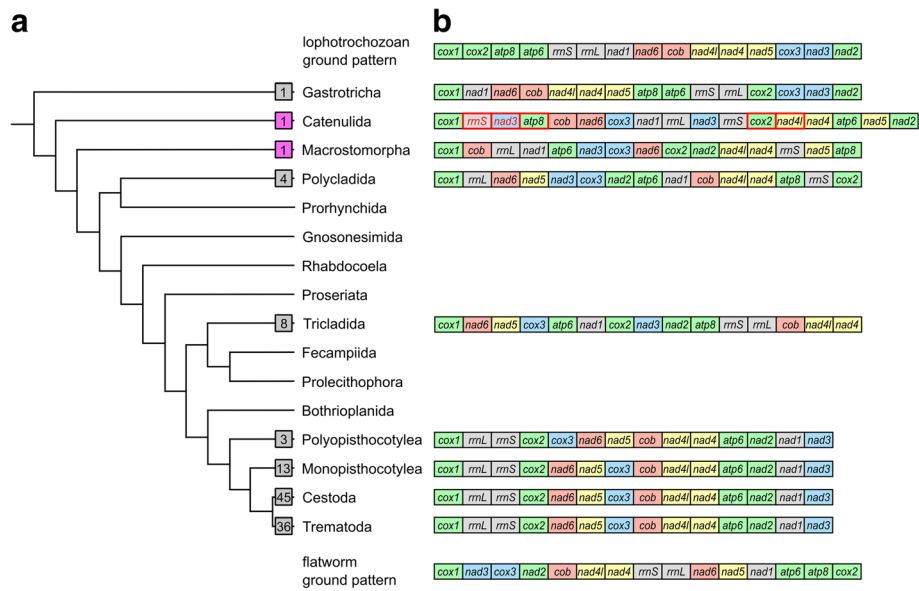 a
b
lophotrochozoan
ground pattern
cox1 cox2 atp8 atp6 rrnS rrnL nad1 nad6 cob nad4l nad4 nad5 cox3 nad3 nad2
1 Gastrotricha cox1 nad1 nad6 cob nad4l nad4 nad5 atp8 atp6 rrnS rrnL cox2 cox3 nad3 nad2
1 Catenulida cox1 rrnS nad3 atp8 cob nad6 cox3 nad1 rrnL nad3 rrnS cox2 nad4l nad4 atp6 nad5 nad2
1 Macrostomorpha cox1 cob rrnL nad1 atp6 nad3 cox3 nad6 cox2 nad2 nad4l nad4 rrnS nad5 atp8
4 Polycladida cox1 rrnL nad6 nad5 nad3 cox3 nad2 atp6 nad1 cob nad4l nad4 atp8 rrnS cox2
Prorhynchida
Gnosonesimida
Rhabdocoela
Proseriata
8 Tricladida cox1 nad6 nad5 cox3 atp6 nad1 cox2 nad3 nad2 atp8 rrnS rrnL cob nad4l nad4
Fecampiida
Prolecithophora
Bothrioplanida
3 Polyopisthocotylea cox1 rrnL rrnS cox2 cox3 nad6 nad5 cob nad4l nad4 atp6 nad2 nad1 nad3
13 Monopisthocotylea cox1 rrnL rrnS cox2 nad6 nad5 cox3 cob nad4l nad4 atp6 nad2 nad1 nad3
45 Cestoda cox1 rrnL rrnS cox2 nad6 nad5 cox3 cob nad4l nad4 atp6 nad2 nad1 nad3
36 Trematoda cox1 rrnL rrnS cox2 nad6 nad5 cox3 cob nad4l nad4 atp6 nad2 nad1 nad3
flatworm
ground pattern
cox1 nad3 cox3 nad2 cob nad4l nad4 rrnS rrnL nad6 nad5 nad1 atp6 atp8 cox2